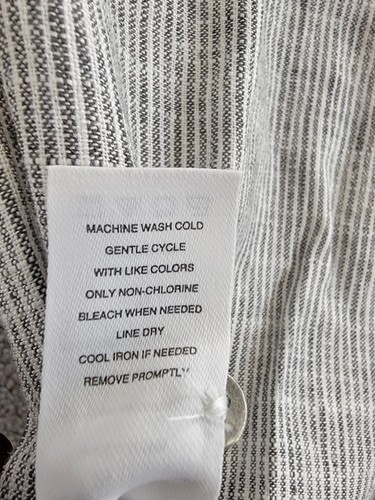 MACHINE WASH COLD
GENTLE CYCLE
WITH LIKE COLORS
ONLY NON-CHLORINE
BLEACH WHEN NEEDED
LINE DRY
COOL IRON IF NEEDED
REMOVE PROMPTLY